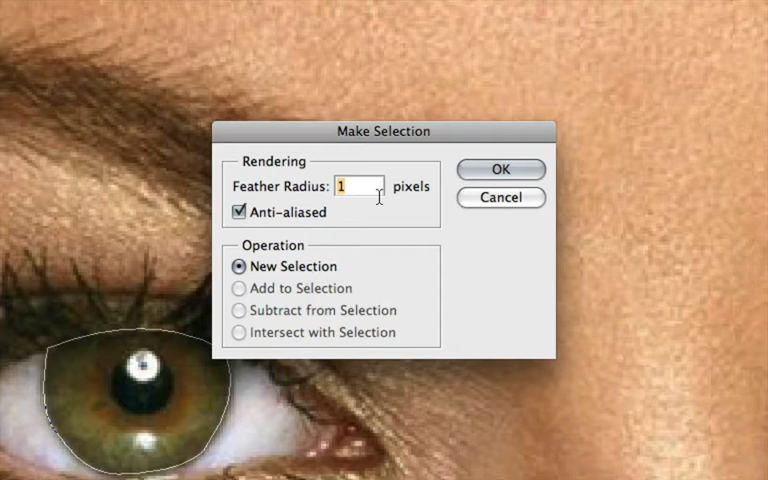 Make Selection
Rendering
Feather Radius: 1 pixels
Anti-aliased
OK
Cancel
Operation
New Selection
Add to Selection
Subtract from Selection
Intersect with Selection